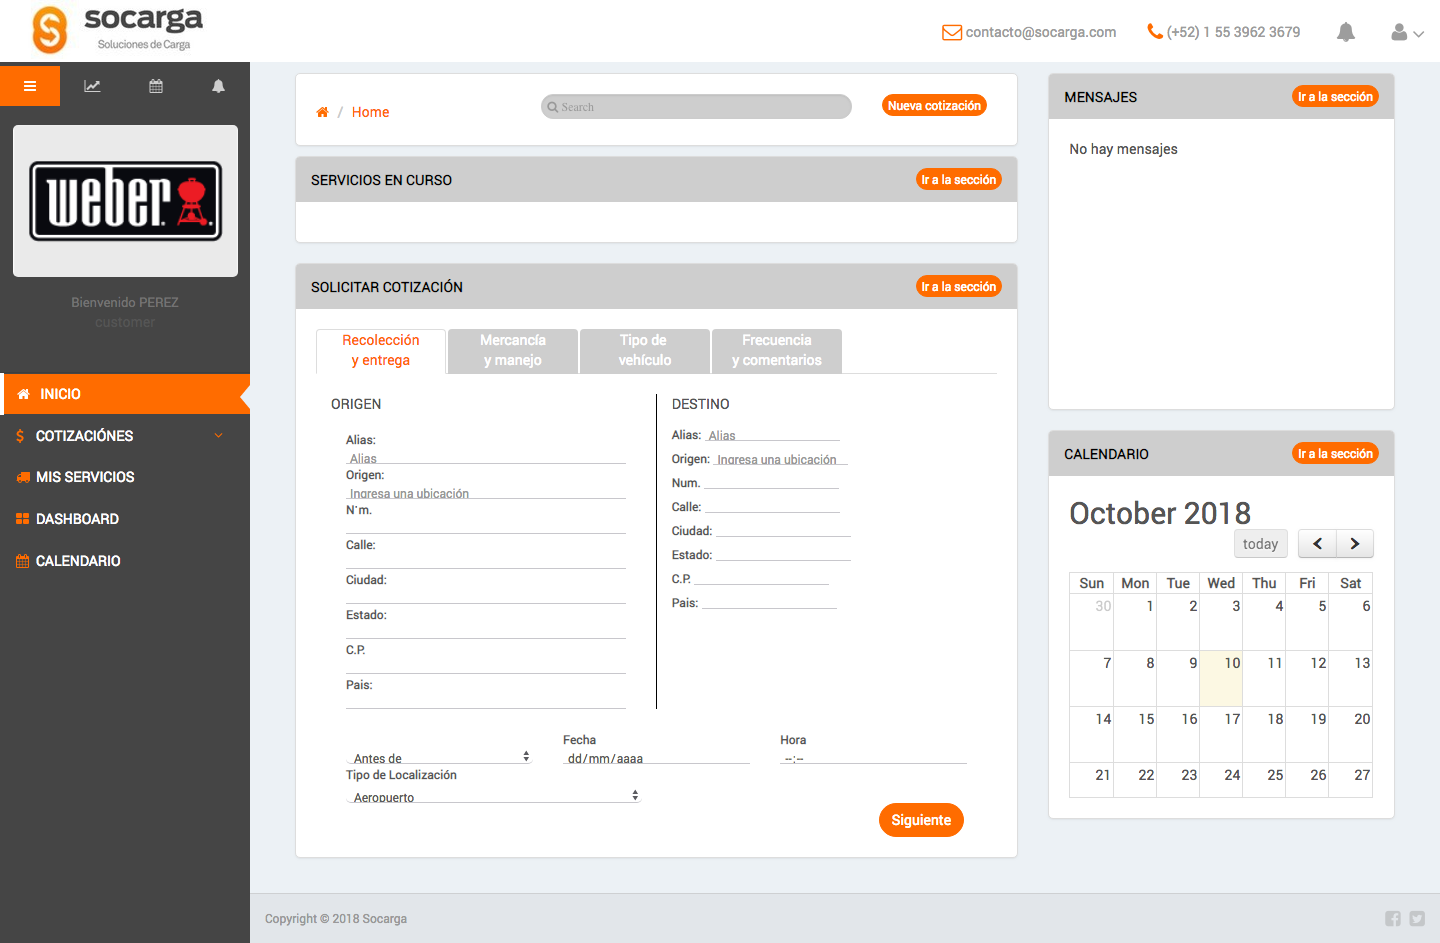 socarga
Soluciones de Carga
contacto@socarga.com
(+52) 1 55 3962 3679
weber
Bienvenido PEREZ
customer
INICIO
COTIZACIÓNES
MIS SERVICIOS
DASHBOARD
CALENDARIO
/ Home
Search
Nueva cotización
SERVICIOS EN CURSO
Ir a la sección
SOLICITAR COTIZACIÓN
Ir a la sección
Recolección
y entrega
Mercancía
y manejo
Tipo de
vehículo
Frecuencia
y comentarios
ORIGEN
Alias:
Alias
Origen:
Ingresa una ubicación
N´m.
Calle:
Ciudad:
Estado:
C.P.
Pais:
DESTINO
Alias: Alias
Origen: Ingresa una ubicación
Num.
Calle:
Ciudad:
Estado:
C.P.
Pais:
Antes de
Fecha
dd/mm/aaaa
Hora
--:--
Tipo de Localización
Aeropuerto
Siguiente
MENSAJES
Ir a la sección
No hay mensajes
CALENDARIO
Ir a la sección
October 2018
today
Sun Mon Tue Wed Thu Fri Sat
30 1 2 3 4 5 6
7 8 9 10 11 12 13
14 15 16 17 18 19 20
21 22 23 24 25 26 27
Copyright © 2018 Socarga